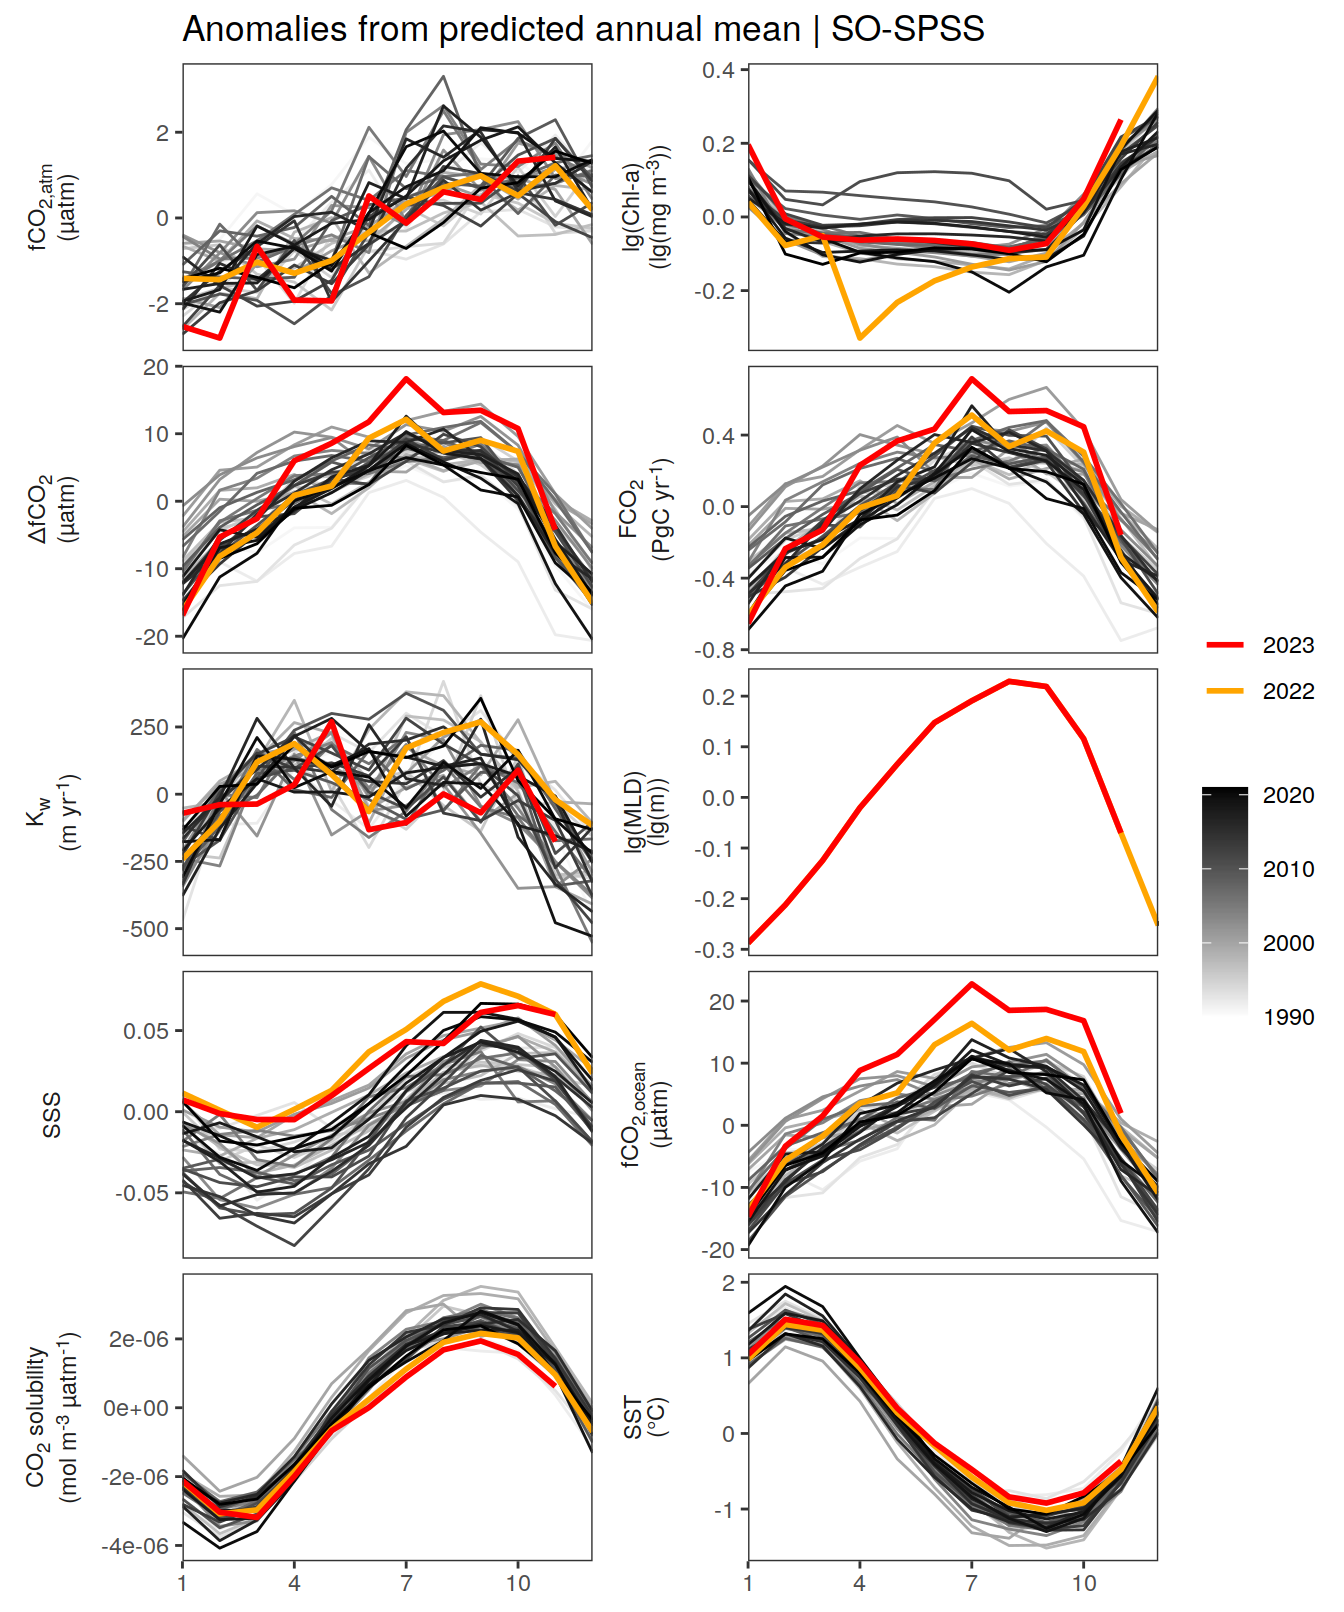 Anomalies from predicted annual mean | SO-SPSS
fCO2,atm
(µatm)
2
0
-2
lg(Chl-a)
(lg(mg m-3))
0.4
0.2
0.0
-0.2
ΔfCO2
(µatm)
20
10
0
-10
-20
FCO2
(PgC yr-1)
0.4
0.0
-0.4
-0.8
Kw
(m yr-1)
250
0
-250
-500
lg(MLD)
(lg(m))
0.2
0.1
0.0
-0.1
-0.2
-0.3
SSS
0.05
0.00
-0.05
fCO2,ocean
(µatm)
20
10
0
-10
-20
CO2 solubility
(mol m-3 µatm-1)
2e-06
0e+00
-2e-06
-4e-06
1 4 7 10
SST
(°C)
2
1
0
-1
1 4 7 10
2023
2022
2020
2010
2000
1990